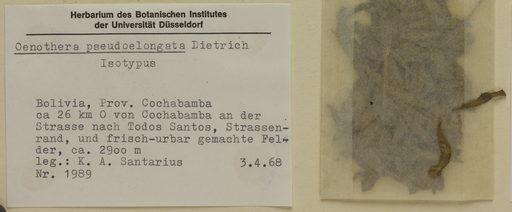 Herbarium des Botanischen Institutes
der Universität Düsseldorf
Oenothera pseudoelongata Dietrich
Isotypus
Bolivia, Prov. Cochabamba
ca 26 km O von Cochabamba an der
Strasse nach Todos Santos, Strassen-
rand, und frisch-urbar gemachte Fel-
der, ca. 2900 m
leg.: K. A. Santarius 3.4.68
Nr. 1989